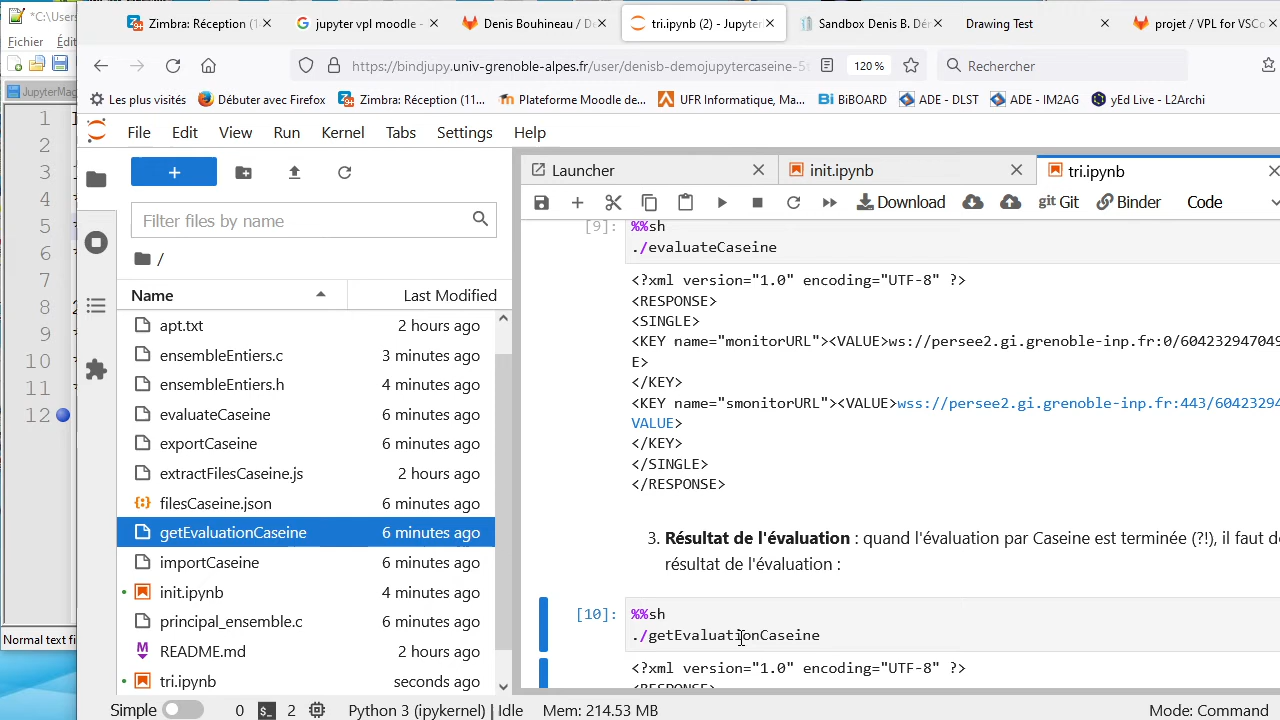 *C:\Users
Zimbra: Réception (1
jupyter vpl moodle -
Denis Bouhineau / D
tri.ipynb (2) - Jupyter
Sandbox Denis B. Dé
Drawing Test
projet / VPL for VSCo
Fichier Édit
https://bindjupy.univ-grenoble-alpes.fr/user/denisb-demojupytercaseine-5
120 %
Rechercher
JupyterMag
Les plus visités
Débuter avec Firefox
Zimbra: Réception (11...
Plateforme Moodle de...
UFR Informatique, Ma...
BiBOARD
ADE - DLST
ADE - IM2AG
yEd Live - L2Archi
File Edit View Run Kernel Tabs Settings Help
+
Launcher
init.ipynb
tri.ipynb
Filter files by name
Download
git Git
Binder
Code
/
Name
Last Modified
apt.txt 2 hours ago
ensembleEntiers.c 3 minutes ago
ensembleEntiers.h 4 minutes ago
evaluateCaseine 6 minutes ago
exportCaseine 6 minutes ago
extractFilesCaseine.js 2 hours ago
filesCaseine.json 6 minutes ago
getEvaluationCaseine 6 minutes ago
importCaseine 6 minutes ago
init.ipynb 4 minutes ago
principal_ensemble.c 6 minutes ago
README.md 2 hours ago
tri.ipynb seconds ago
[9]:
%%sh
./evaluateCaseine
<?xml version="1.0" encoding="UTF-8" ?>
<RESPONSE>
<SINGLE>
<KEY name="monitorURL"><VALUE>ws://persee2.gi.grenoble-inp.fr:0/604232947049
E>
</KEY>
<KEY name="smonitorURL"><VALUE>wss://persee2.gi.grenoble-inp.fr:443/60423294
VALUE>
</KEY>
</SINGLE>
</RESPONSE>
3. Résultat de l'évaluation : quand l'évaluation par Caseine est terminée (?!), il faut de
résultat de l'évaluation :
[10]:
%%sh
./getEvaluationCaseine
<?xml version="1.0" encoding="UTF-8" ?>
<RESPONSE>
1
2
3
4
5
6
7
8
9
10
11
12
Normal text fi
Simple
0
2
Python 3 (ipykernel) | Idle
Mem: 214.53 MB
Mode: Command